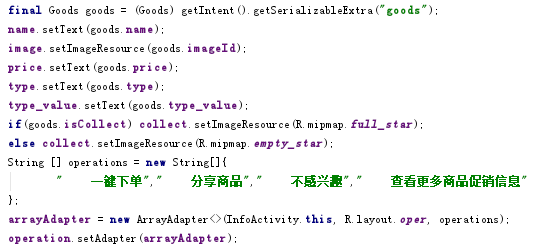 final Goods goods = (Goods) getIntent().getSerializableExtra("goods");
name.setText(goods.name);
image.setImageResource(goods.imageId);
price.setText(goods.price);
type.setText(goods.type);
type_value.setText(goods.type_value);
if(goods.isCollect) collect.setImageResource(R.mipmap.full_star);
else collect.setImageResource(R.mipmap.empty_star);
String [] operations = new String[]{
"    一键下单","    分享商品","    不感兴趣","    查看更多商品促销信息"
};
arrayAdapter = new ArrayAdapter<>(InfoActivity.this, R.layout.oper, operations);
operation.setAdapter(arrayAdapter);